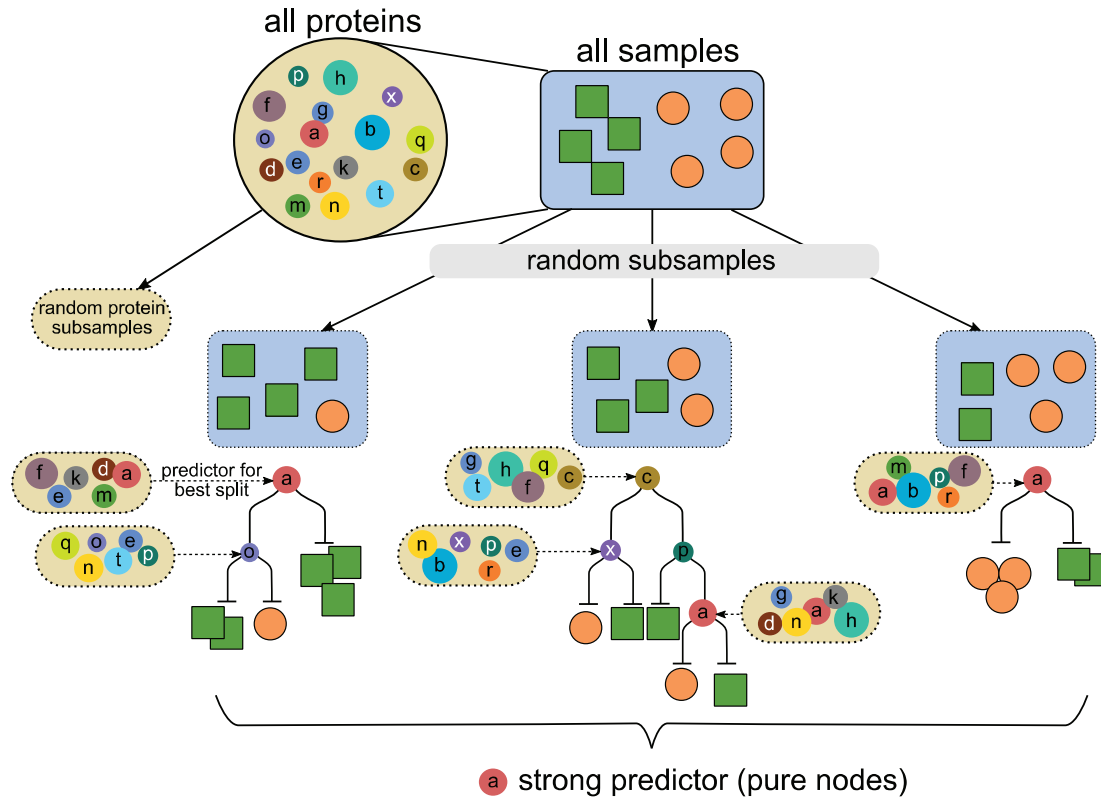 all proteins
all samples
p
h
x
f
g
a
b
o
q
e
k
c
d
r
t
m
n
random subsamples
random protein
subsamples
f
k
d
a
e
m
predictor for
best split
a
q
o
e
n
t
p
o
g
h
q
t
f
c
c
n
x
p
e
b
r
x
p
g
k
a
d
n
h
a
m
p
f
a
b
r
a
a strong predictor (pure nodes)